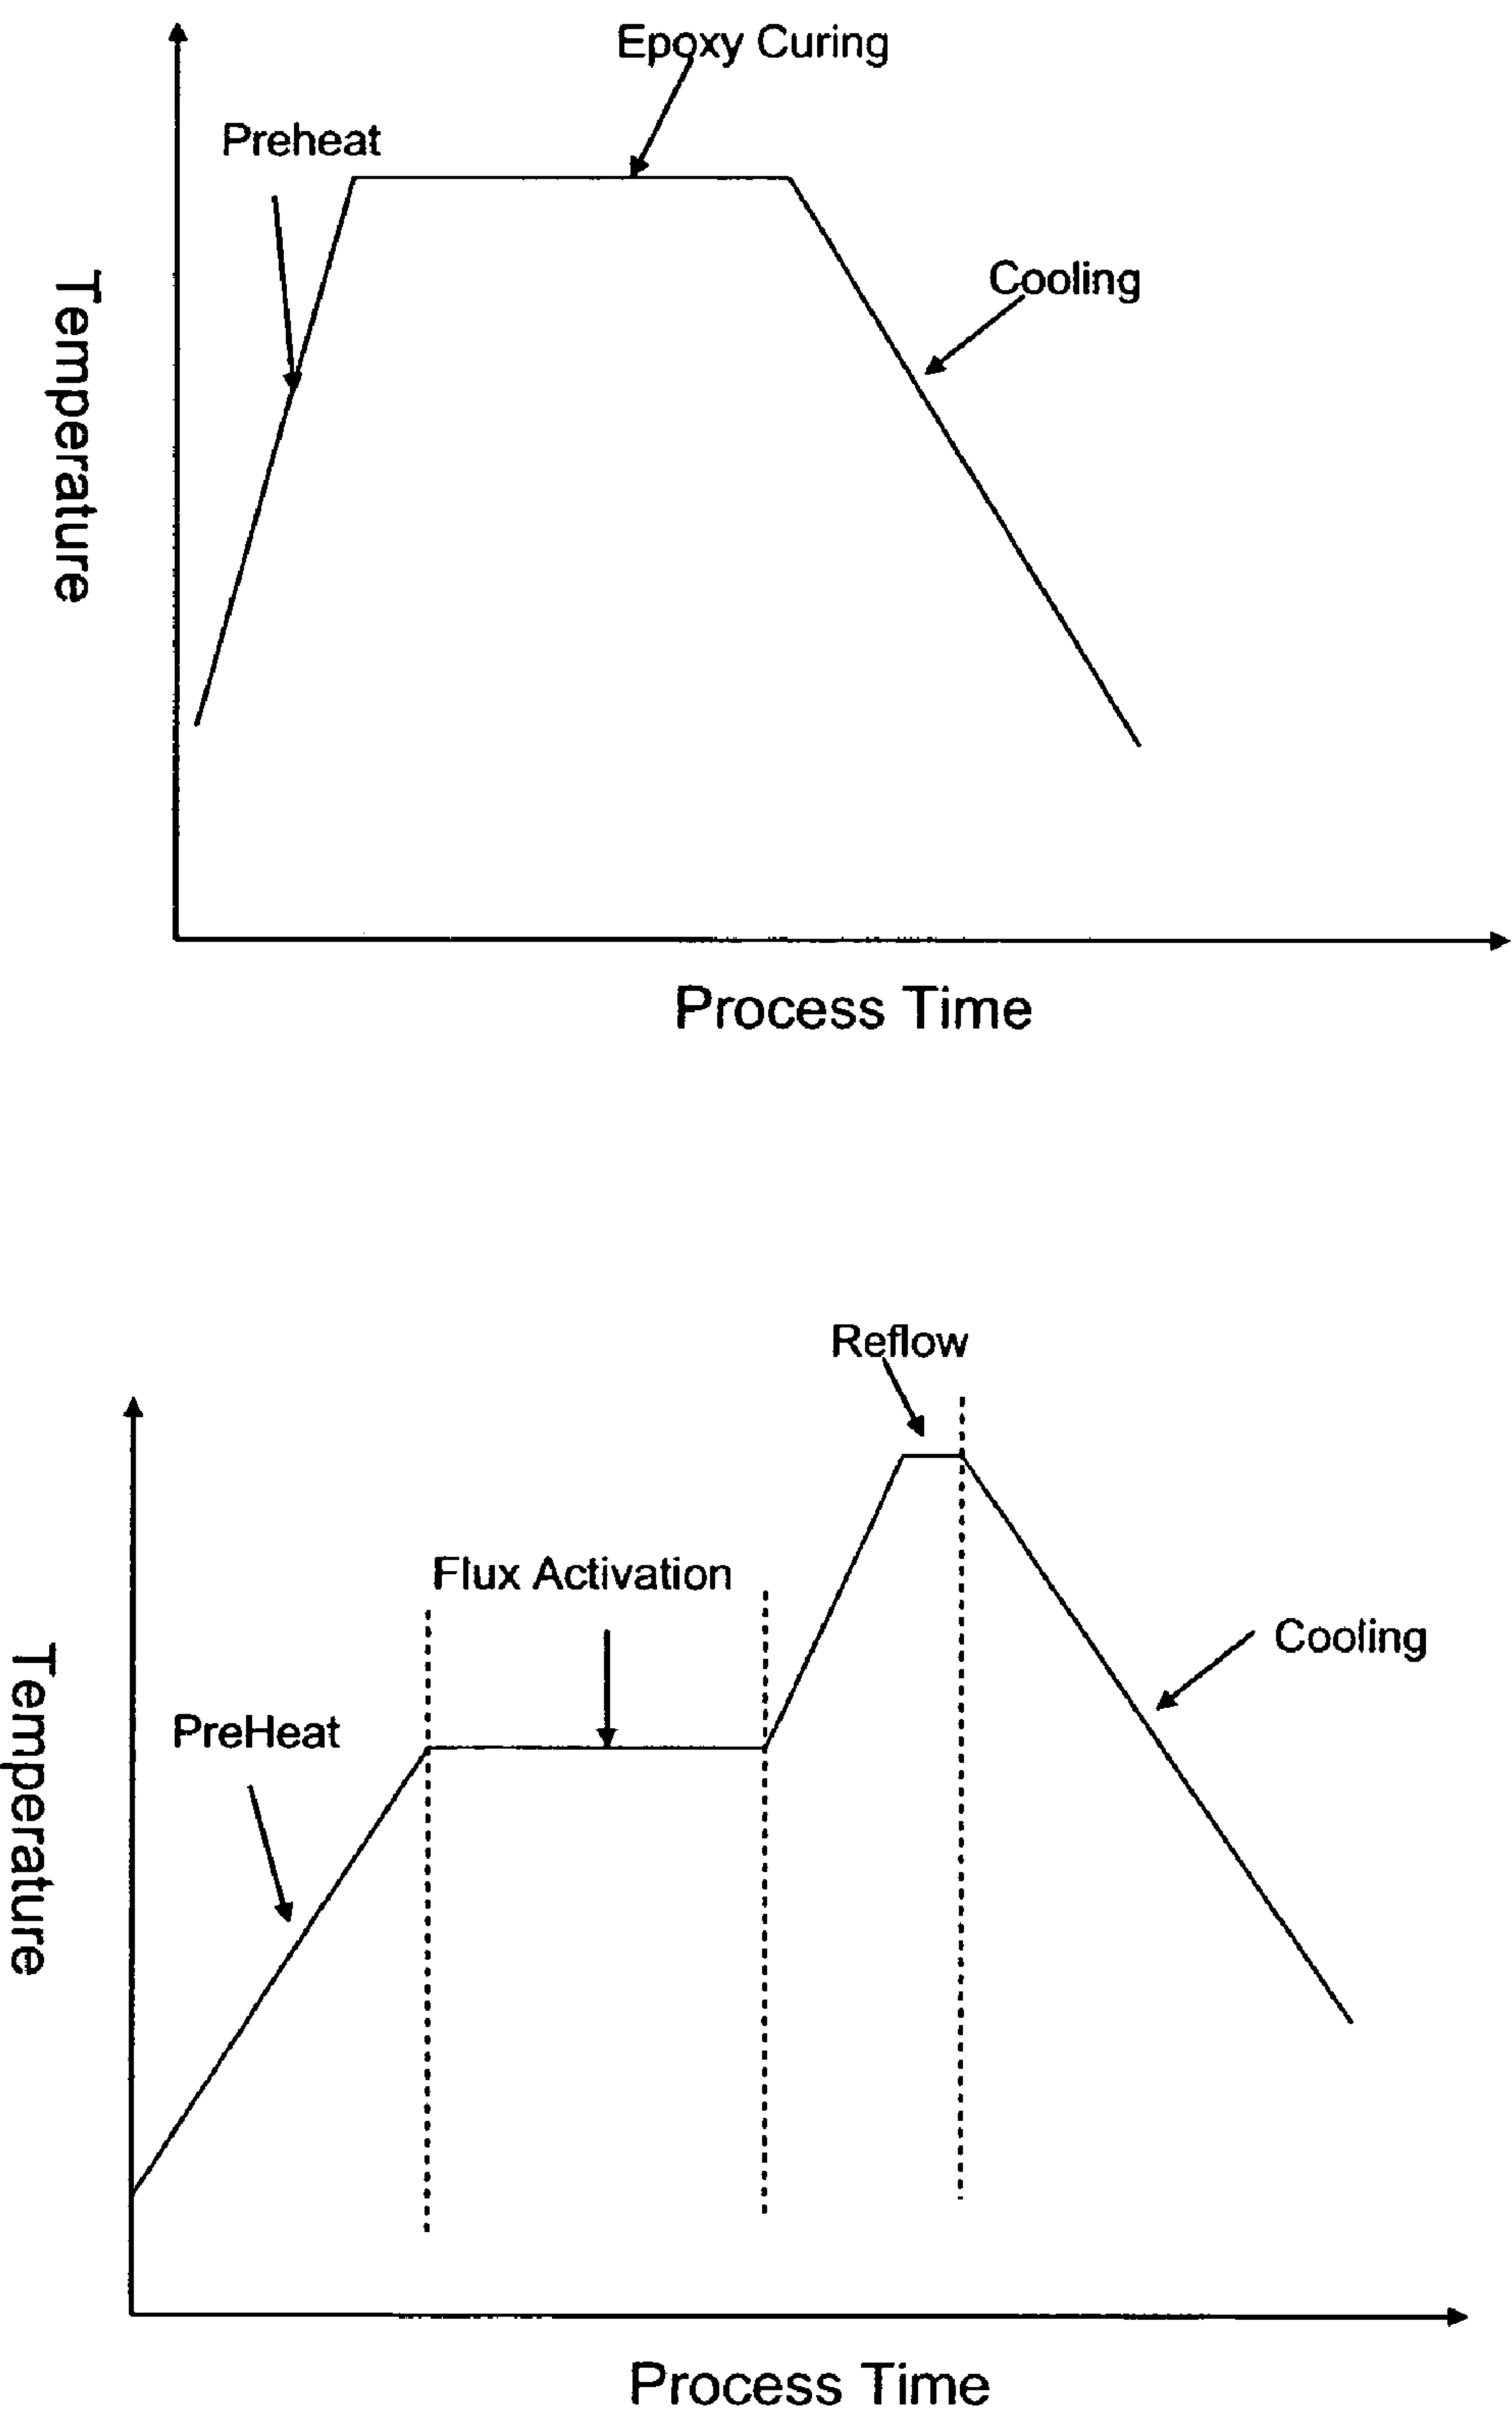 Epoxy Curing
Preheat
Cooling
Temperature
Process Time
Reflow
Flux Activation
Cooling
PreHeat
Temperature
Process Time